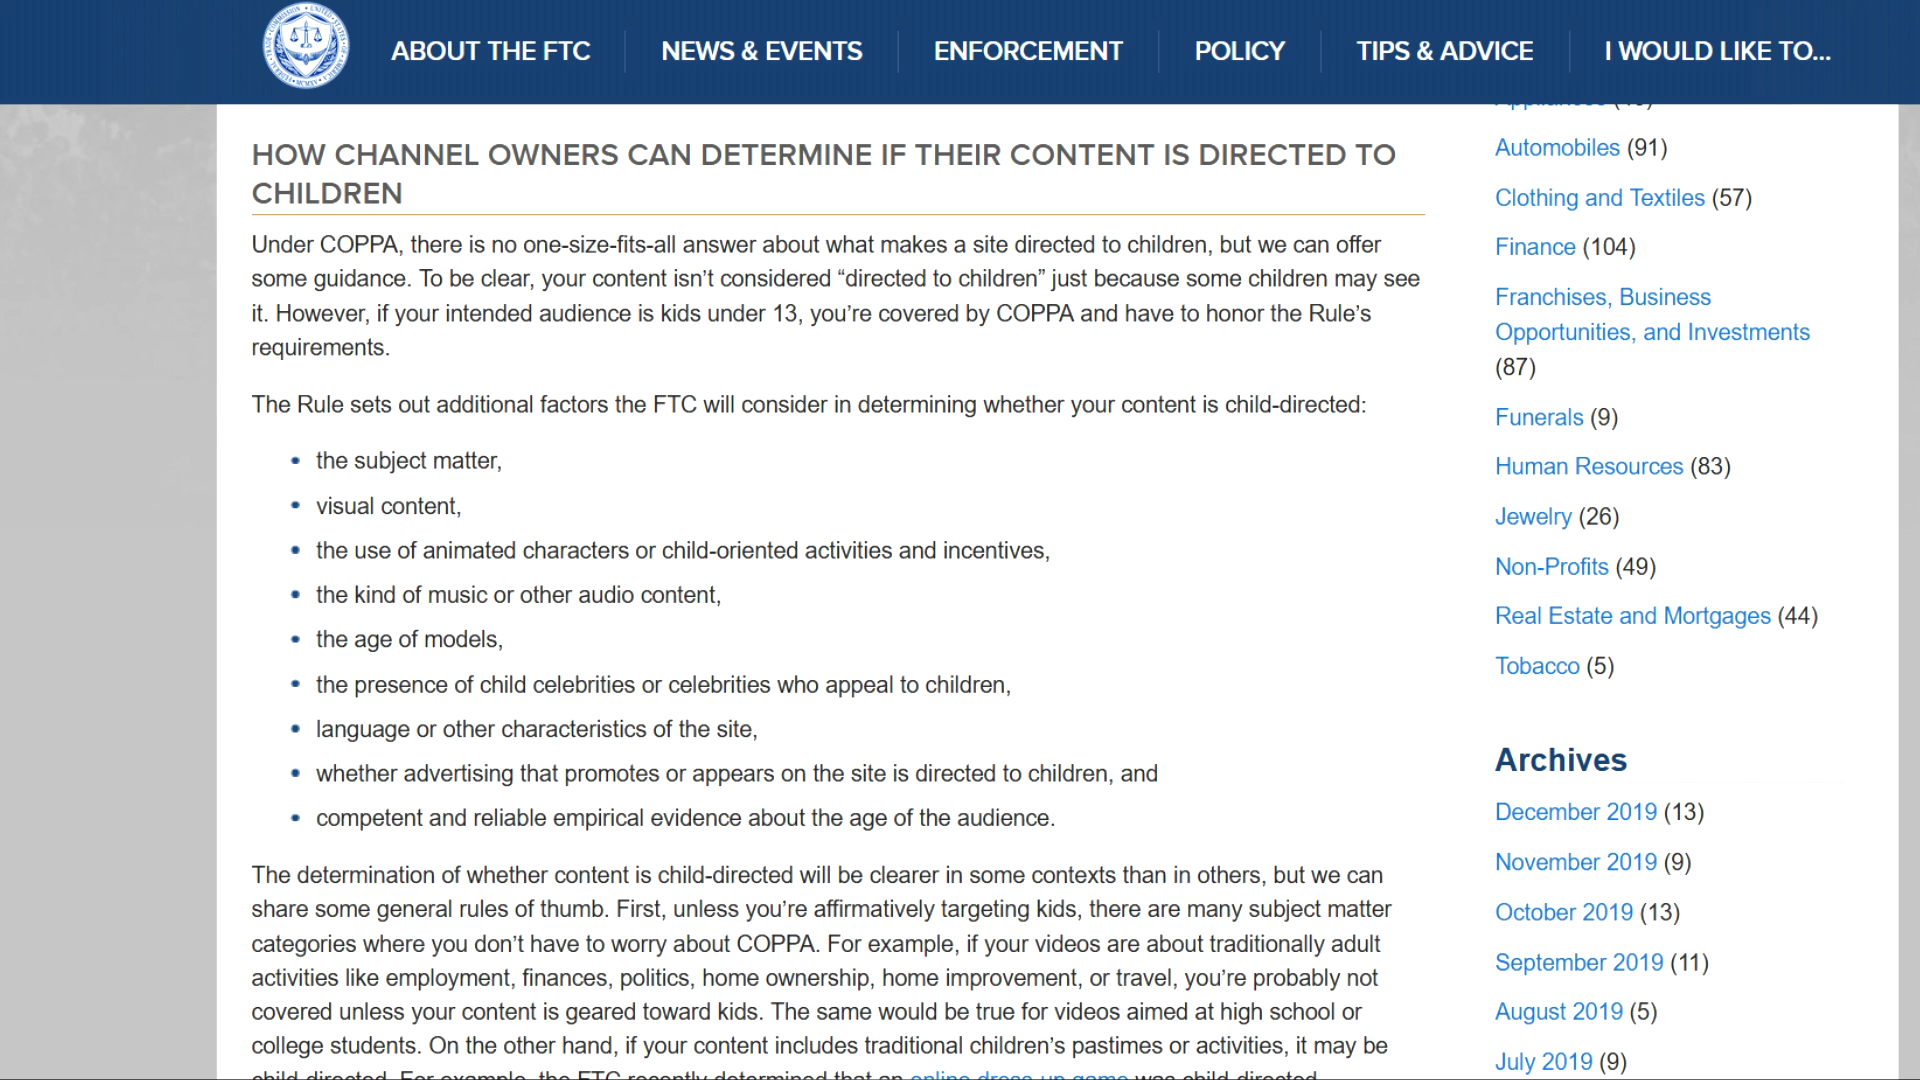 ABOUT THE FTC
NEWS & EVENTS
ENFORCEMENT
POLICY
TIPS & ADVICE
I WOULD LIKE TO...
HOW CHANNEL OWNERS CAN DETERMINE IF THEIR CONTENT IS DIRECTED TO
CHILDREN
Under COPPA, there is no one-size-fits-all answer about what makes a site directed to children, but we can offer
some guidance. To be clear, your content isn’t considered “directed to children” just because some children may see
it. However, if your intended audience is kids under 13, you’re covered by COPPA and have to honor the Rule’s
requirements.
The Rule sets out additional factors the FTC will consider in determining whether your content is child-directed:
• the subject matter,
• visual content,
• the use of animated characters or child-oriented activities and incentives,
• the kind of music or other audio content,
• the age of models,
• the presence of child celebrities or celebrities who appeal to children,
• language or other characteristics of the site,
• whether advertising that promotes or appears on the site is directed to children, and
• competent and reliable empirical evidence about the age of the audience.
The determination of whether content is child-directed will be clearer in some contexts than in others, but we can
share some general rules of thumb. First, unless you’re affirmatively targeting kids, there are many subject matter
categories where you don’t have to worry about COPPA. For example, if your videos are about traditionally adult
activities like employment, finances, politics, home ownership, home improvement, or travel, you’re probably not
covered unless your content is geared toward kids. The same would be true for videos aimed at high school or
college students. On the other hand, if your content includes traditional children’s pastimes or activities, it may be
child-directed. For example, the FTC recently determined that an online dress-up game was child-directed.
Automobiles (91)
Clothing and Textiles (57)
Finance (104)
Franchises, Business
Opportunities, and Investments
(87)
Funerals (9)
Human Resources (83)
Jewelry (26)
Non-Profits (49)
Real Estate and Mortgages (44)
Tobacco (5)
Archives
December 2019 (13)
November 2019 (9)
October 2019 (13)
September 2019 (11)
August 2019 (5)
July 2019 (9)